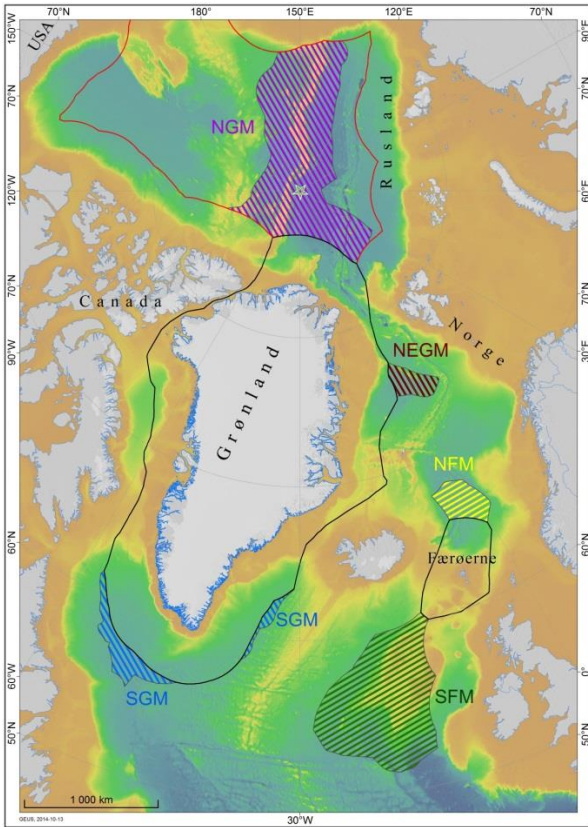 150°W
180°
150°E
120°E
70°N
USA
90°E
70°N
NGM
Rusland
70°N
120°W
60°E
Canada
70°N
Norge
90°W
30°E
NEGM
Grønland
NFM
60°N
60°N
Færøerne
SGM
60°W
SGM
SFM
0°
50°N
50°N
1 000 km
GEUS, 2014-10-13
30°W